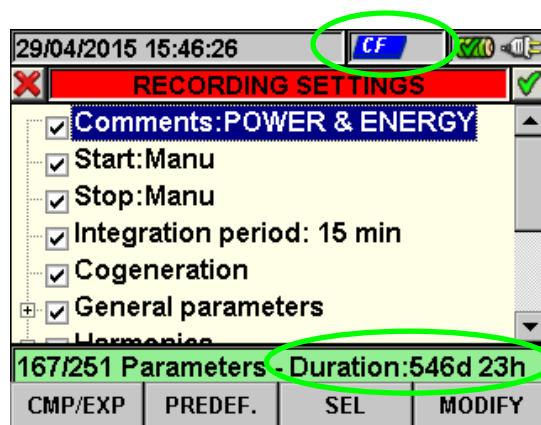 29/04/2015 15:46:26 CF
RECORDING SETTINGS
Comments:POWER & ENERGY
Start:Manu
Stop:Manu
Integration period: 15 min
Cogeneration
General parameters
Harmonics
167/251 Parameters - Duration:546d 23h
CMP/EXP PREDEF. SEL MODIFY